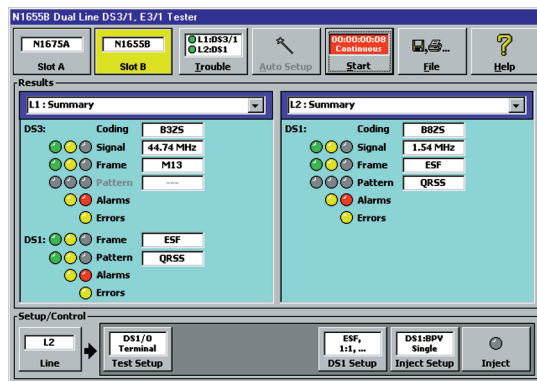 N1655B Dual Line DS3/1, E3/1 Tester
N1675A
Slot A
N1655B
Slot B
L1:DS3/1
L2:DS1
Trouble
Auto Setup
00:00:00:08
Continuous
Start
File
Help
Results
L1 : Summary
DS3: Coding B3ZS
Signal 44.74 MHz
Frame M13
Pattern ---
Alarms
Errors
DS1: Frame ESF
Pattern QRSS
Alarms
Errors
L2 : Summary
DS1: Coding B8ZS
Signal 1.54 MHz
Frame ESF
Pattern QRSS
Alarms
Errors
Setup/Control
L2
Line
DS1/0
Terminal
Test Setup
ESF,
1:1, ...
DS1 Setup
DS1:BPV
Single
Inject Setup
Inject